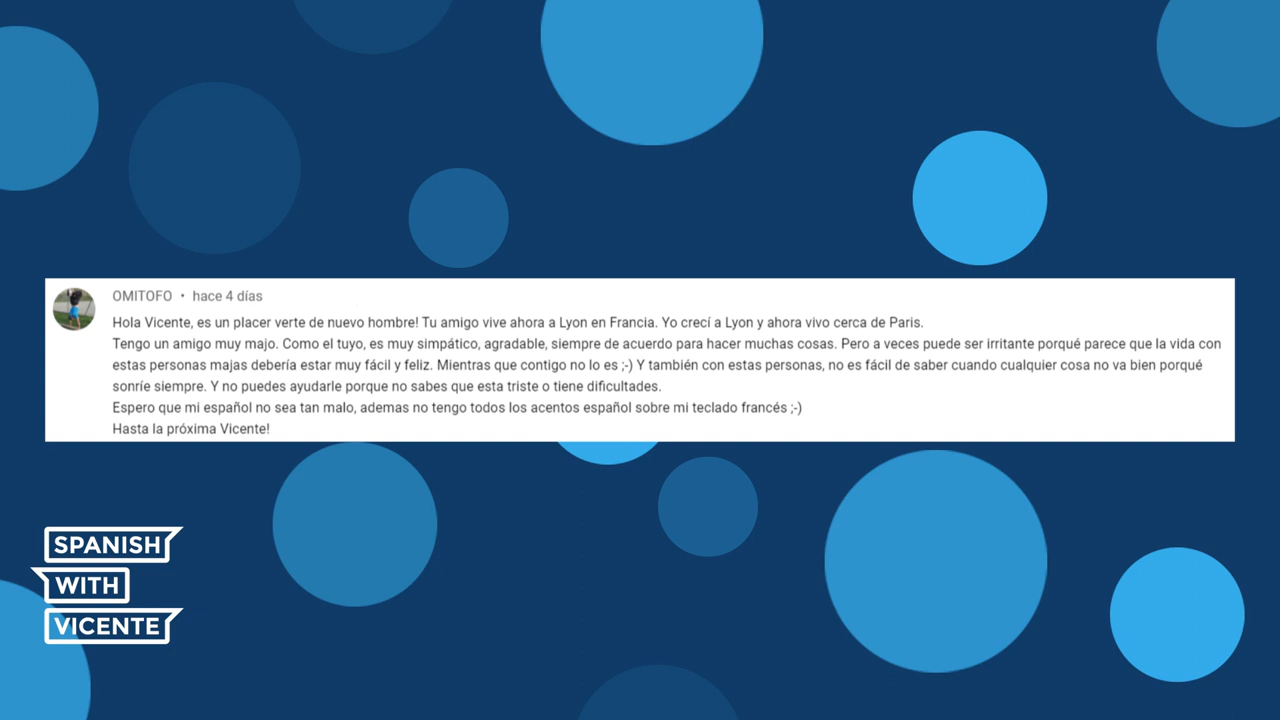 OMITOFO • hace 4 días
Hola Vicente, es un placer verte de nuevo hombre! Tu amigo vive ahora a Lyon en Francia. Yo crecí a Lyon y ahora vivo cerca de Paris.
Tengo un amigo muy majo. Como el tuyo, es muy simpático, agradable, siempre de acuerdo para hacer muchas cosas. Pero a veces puede ser irritante porqué parece que la vida con
estas personas majas debería estar muy fácil y feliz. Mientras que contigo no lo es ;-) Y también con estas personas, no es fácil de saber cuando cualquier cosa no va bien porqué
sonríe siempre. Y no puedes ayudarle porque no sabes que esta triste o tiene dificultades.
Espero que mi español no sea tan malo, ademas no tengo todos los acentos español sobre mi teclado francés ;-)
Hasta la próxima Vicente!
SPANISH
WITH
VICENTE